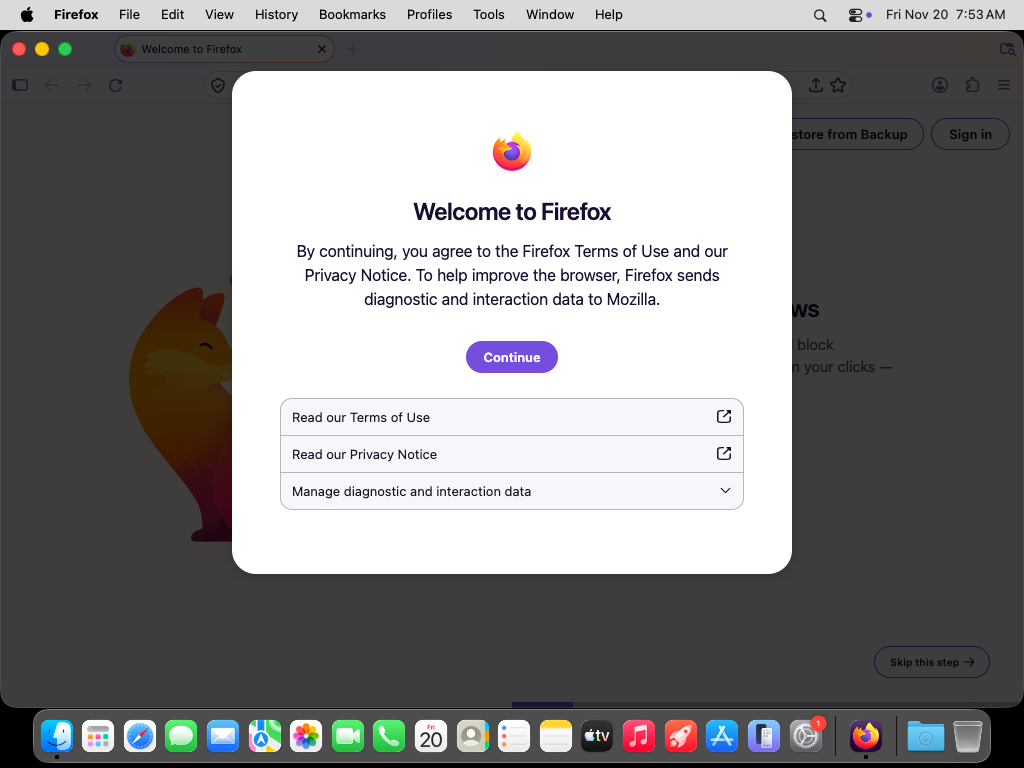 Firefox File Edit View History Bookmarks Profiles Tools Window Help Fri Nov 20 7:53 AM
Welcome to Firefox
store from Backup Sign in
Welcome to Firefox
By continuing, you agree to the Firefox Terms of Use and our
Privacy Notice. To help improve the browser, Firefox sends
diagnostic and interaction data to Mozilla.
block
your clicks —
Continue
Read our Terms of Use
Read our Privacy Notice
Manage diagnostic and interaction data
Skip this step
1
Fri
20
tv